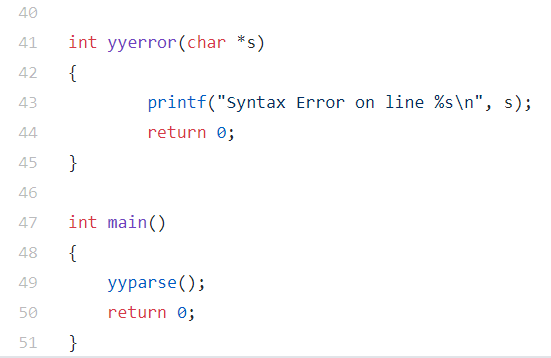 40
41 int yyerror(char *s)
42 {
43 printf("Syntax Error on line %s\n", s);
44 return 0;
45 }
46
47 int main()
48 {
49 yyparse();
50 return 0;
51 }